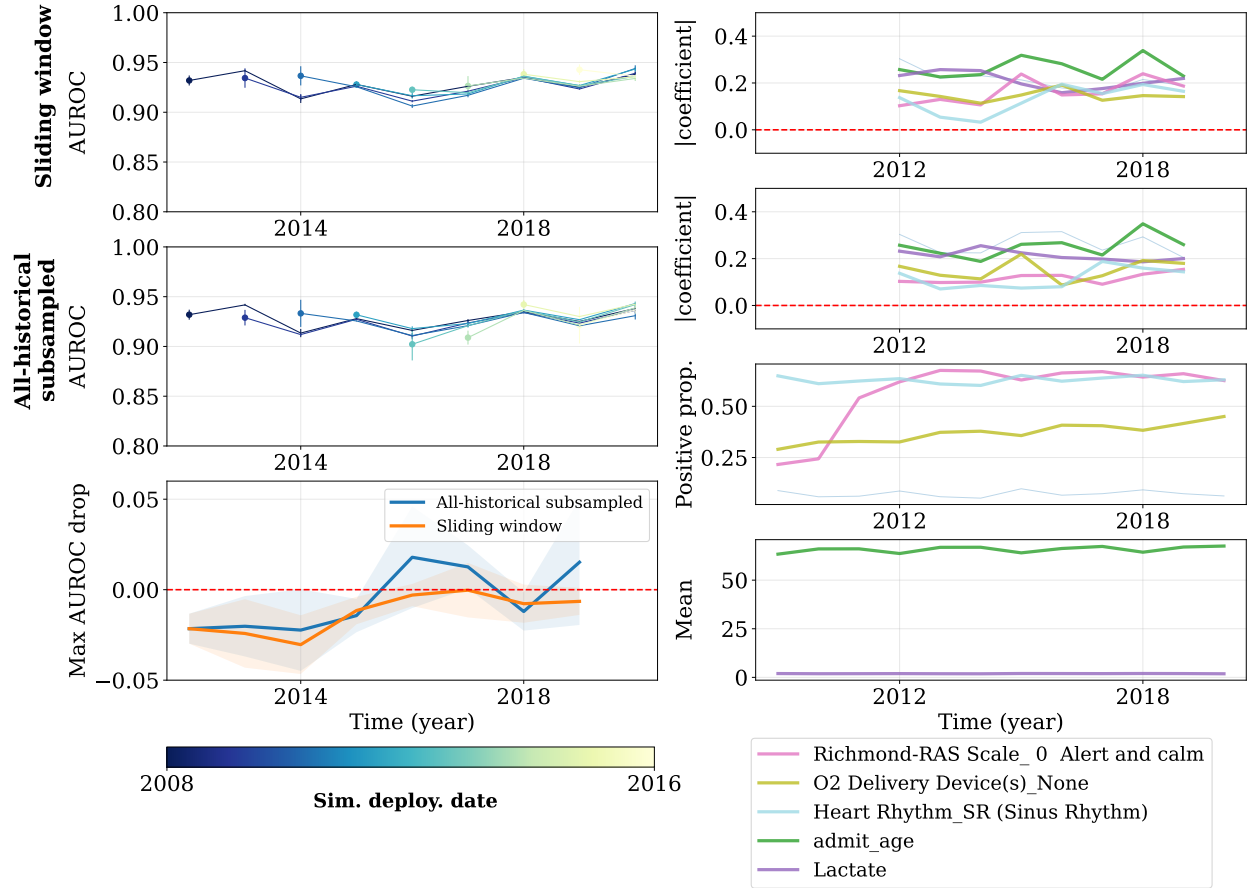 Sliding window
AUROC
1.00
0.95
0.90
0.85
0.80
2014
2018
All-historical
subsampled
AUROC
1.00
0.95
0.90
0.85
0.80
2014
2018
Max AUROC drop
0.05
0.00
−0.05
All-historical subsampled
Sliding window
2014
2018
Time (year)
2008
2016
Sim. deploy. date
|coefficient|
0.4
0.2
0.0
2012
2018
|coefficient|
0.4
0.2
0.0
2012
2018
Positive prop.
0.50
0.25
2012
2018
Mean
50
25
0
2012
2018
Time (year)
Richmond-RAS Scale_ 0  Alert and calm
O2 Delivery Device(s)_None
Heart Rhythm_SR (Sinus Rhythm)
admit_age
Lactate